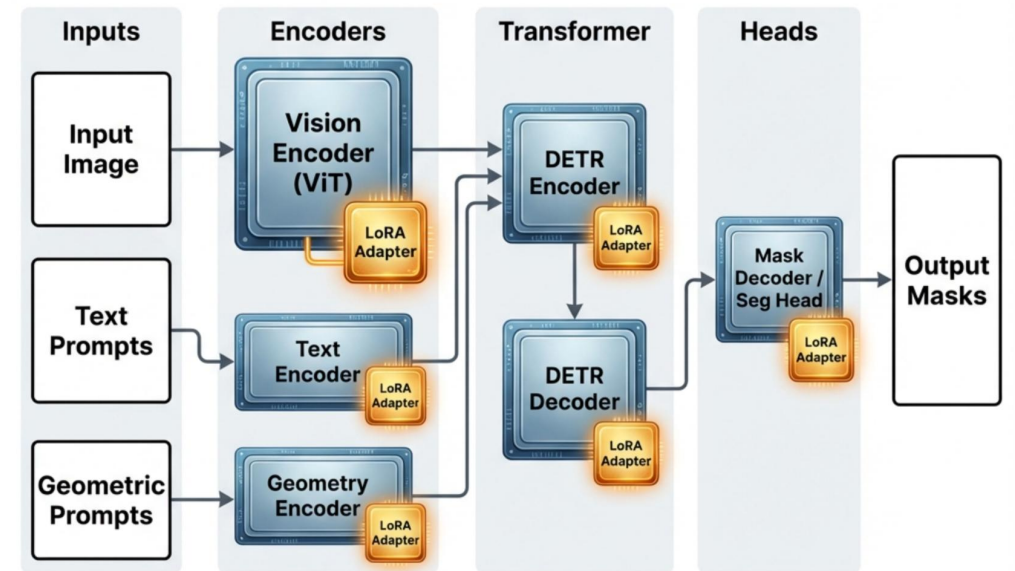 Inputs
Encoders
Transformer
Heads
Input
Image
Text
Prompts
Geometric
Prompts
Vision
Encoder
(ViT)
LoRA
Adapter
Text
Encoder
LoRA
Adapter
Geometry
Encoder
LoRA
Adapter
DETR
Encoder
LoRA
Adapter
DETR
Decoder
LoRA
Adapter
Mask
Decoder /
Seg Head
LoRA
Adapter
Output
Masks